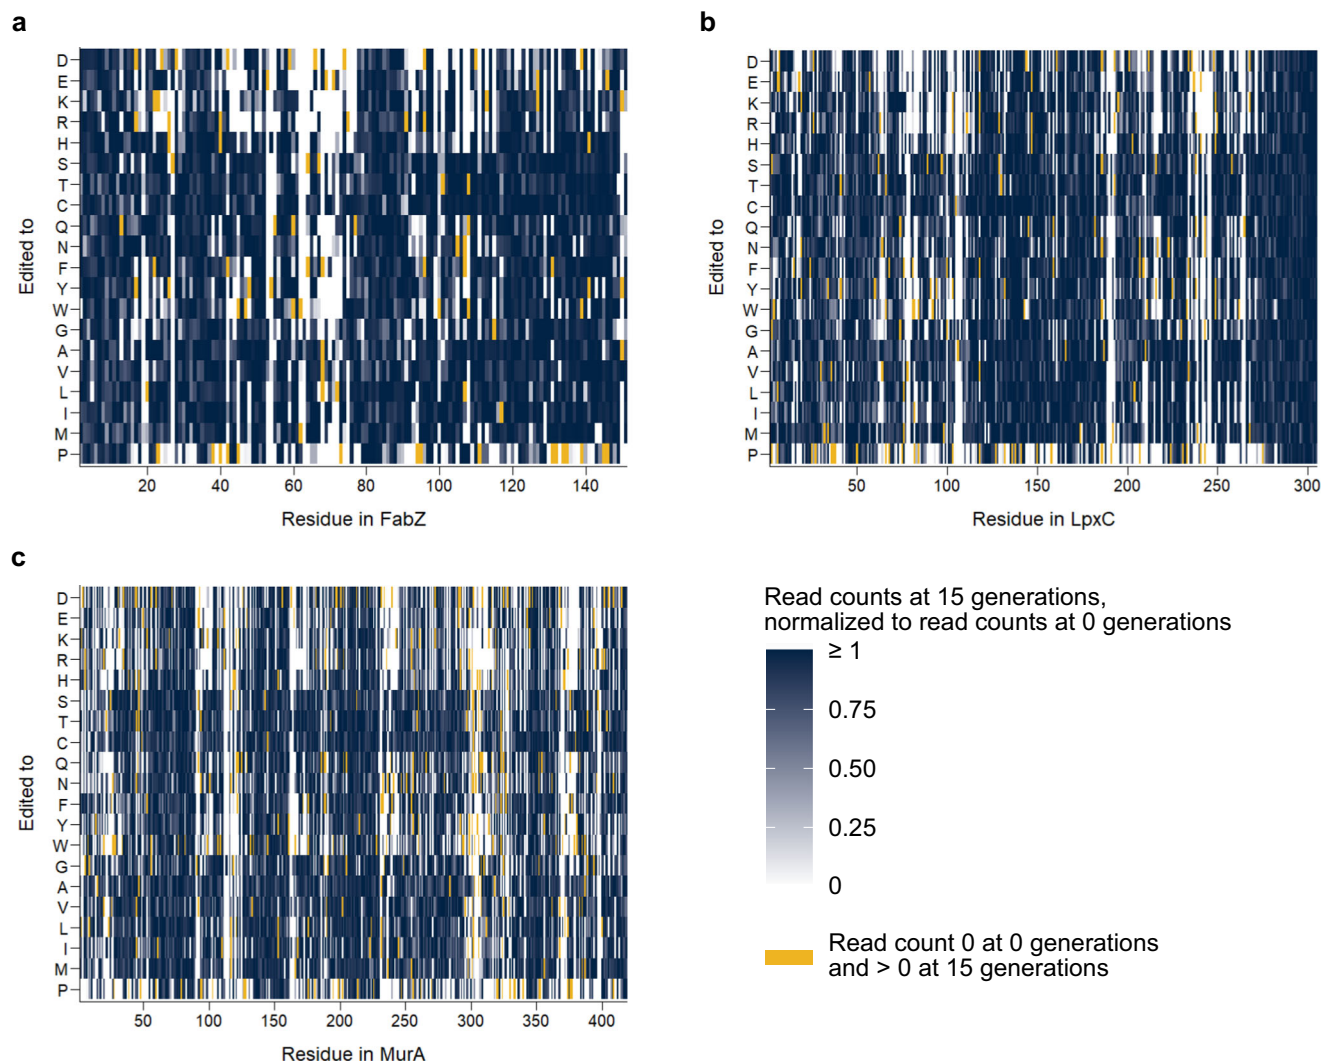 a
Edited to
D
E
K
R
H
S
T
C
Q
N
F
Y
W
G
A
V
L
I
M
P
20 40 60 80 100 120 140
Residue in FabZ
b
Edited to
D
E
K
R
H
S
T
C
Q
N
F
Y
W
G
A
V
L
I
M
P
50 100 150 200 250 300
Residue in LpxC
c
Edited to
D
E
K
R
H
S
T
C
Q
N
F
Y
W
G
A
V
L
I
M
P
50 100 150 200 250 300 350 400
Residue in MurA
Read counts at 15 generations,
normalized to read counts at 0 generations
≥ 1
0.75
0.50
0.25
0
Read count 0 at 0 generations
and > 0 at 15 generations